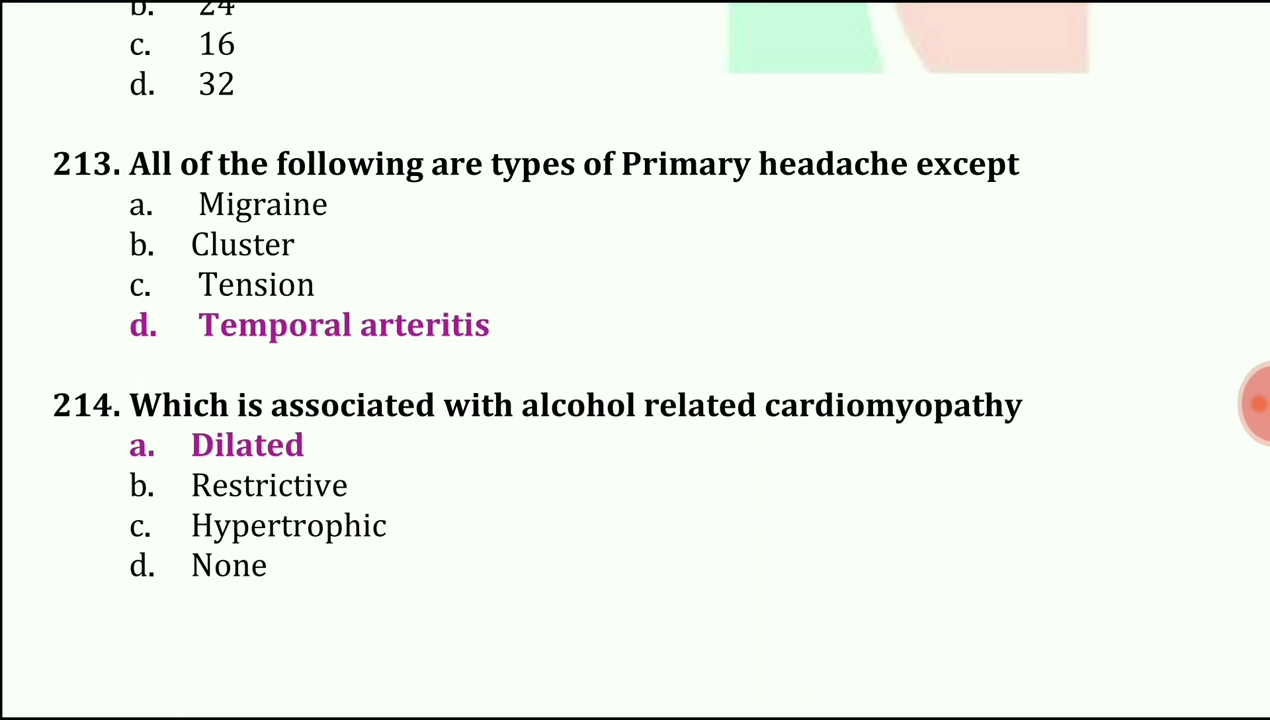 b. 24
c. 16
d. 32
213. All of the following are types of Primary headache except
a. Migraine
b. Cluster
c. Tension
d. Temporal arteritis
214. Which is associated with alcohol related cardiomyopathy
a. Dilated
b. Restrictive
c. Hypertrophic
d. None